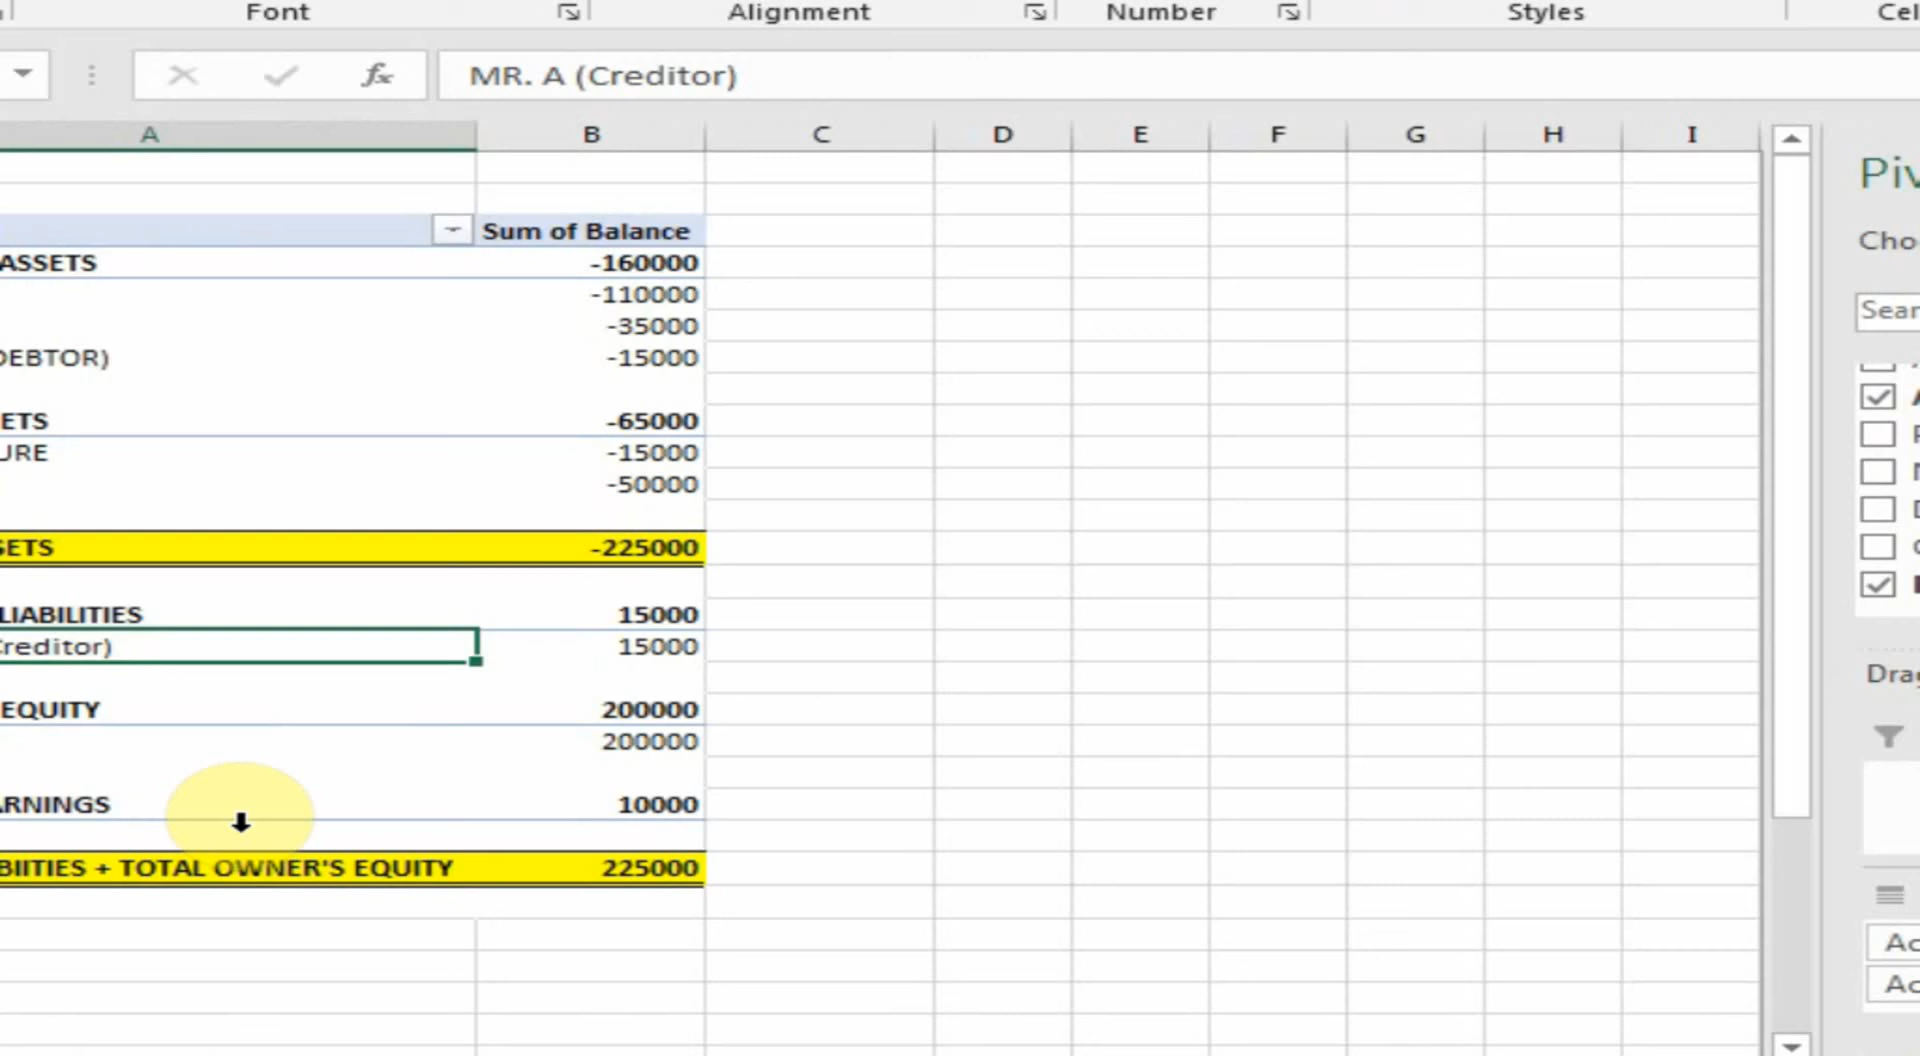 Font Alignment Number Styles Cel
fx MR. A (Creditor)
A B C D E F G H I
Piv
Sum of Balance
Cho
ASSETS -160000
-110000
Sear
-35000
DEBTOR) -15000
ETS -65000
URE -15000
-50000
SETS -225000
LIABILITIES 15000
Creditor) 15000
Drag
EQUITY 200000
200000
ARNINGS 10000
BIITIES + TOTAL OWNER'S EQUITY 225000
Ac
Ac